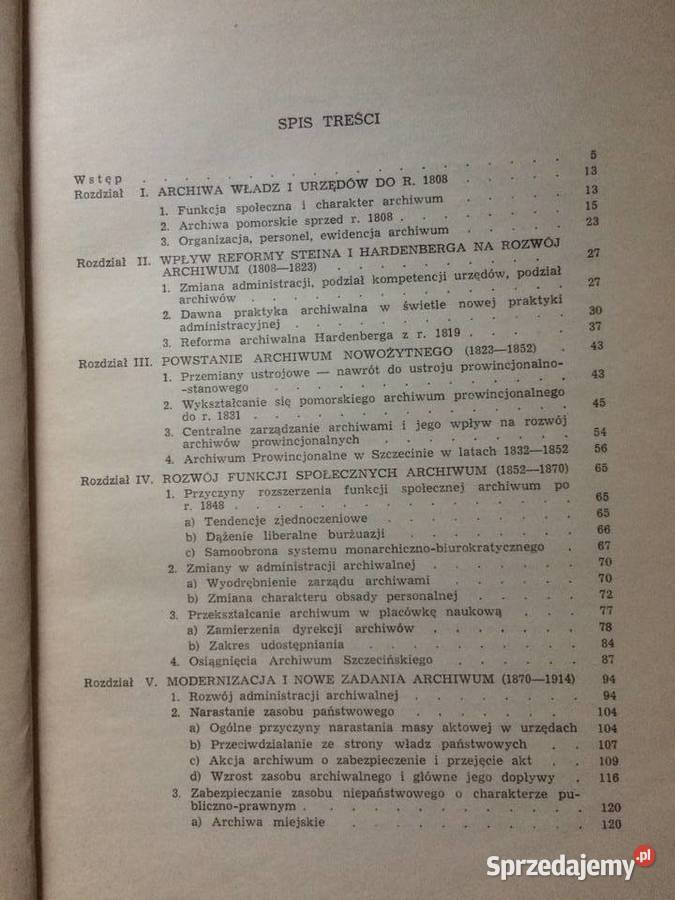 SPIS TREŚCI
Wstęp . . . . . . . . . . . . . . . . 5
Rozdział I. ARCHIWA WŁADZ I URZĘDÓW DO R. 1808 . . . . 13
1. Funkcja społeczna i charakter archiwum . . . . 13
2. Archiwa pomorskie sprzed r. 1808 . . . . . . 15
3. Organizacja, personel, ewidencja archiwum . . . . 23
Rozdział II. WPŁYW REFORMY STEINA I HARDENBERGA NA ROZWÓJ
ARCHIWUM (1808—1823) . . . . . . . . 27
1. Zmiana administracji, podział kompetencji urzędów, podział
archiwów . . . . . . . . . . . . 27
2. Dawna praktyka archiwalna w świetle nowej praktyki
administracyjnej . . . . . . . . . . 30
3. Reforma archiwalna Hardenberga z r. 1819 . . . . 37
Rozdział III. POWSTANIE ARCHIWUM NOWOŻYTNEGO (1823—1852) . 43
1. Przemiany ustrojowe — nawrót do ustroju prowincjonalno-
-stanowego . . . . . . . . . . . . 43
2. Wykształcanie się pomorskiego archiwum prowincjonalnego
do r. 1831 . . . . . . . . . . . . 45
3. Centralne zarządzanie archiwami i jego wpływ na rozwój
archiwów prowincjonalnych . . . . . . . . 54
4. Archiwum Prowincjonalne w Szczecinie w latach 1832—1852 56
Rozdział IV. ROZWÓJ FUNKCJI SPOŁECZNYCH ARCHIWUM (1852—1870) 65
1. Przyczyny rozszerzenia funkcji społecznej archiwum po
r. 1848 . . . . . . . . . . . . . 65
a) Tendencje zjednoczeniowe . . . . . . . 65
b) Dążenie liberalne burżuazji . . . . . . 66
c) Samoobrona systemu monarchiczno-biurokratycznego . 67
2. Zmiany w administracji archiwalnej . . . . . 70
a) Wyodrębnienie zarządu archiwami . . . . . 70
b) Zmiana charakteru obsady personalnej . . . . 72
3. Przekształcanie archiwum w placówkę naukową . . . 77
a) Zamierzenia dyrekcji archiwów . . . . . . 78
b) Zakres udostępniania . . . . . . . . 84
4. Osiągnięcia Archiwum Szczecińskiego . . . . . 87
Rozdział V. MODERNIZACJA I NOWE ZADANIA ARCHIWUM (1870—1914) 94
1. Rozwój administracji archiwalnej . . . . . . 94
2. Narastanie zasobu państwowego . . . . . . 104
a) Ogólne przyczyny narastania masy aktowej w urzędach 104
b) Przeciwdziałanie ze strony władz państwowych . . 107
c) Akcja archiwum o zabezpieczenie i przejęcie akt . . 109
d) Wzrost zasobu archiwalnego i główne jego dopływy . 116
3. Zabezpieczanie zasobu niepaństwowego o charakterze pu-
bliczno-prawnym . . . . . . . . . . 120
a) Archiwa miejskie . . . . . . . . . 120
Sprzedajemy.pl